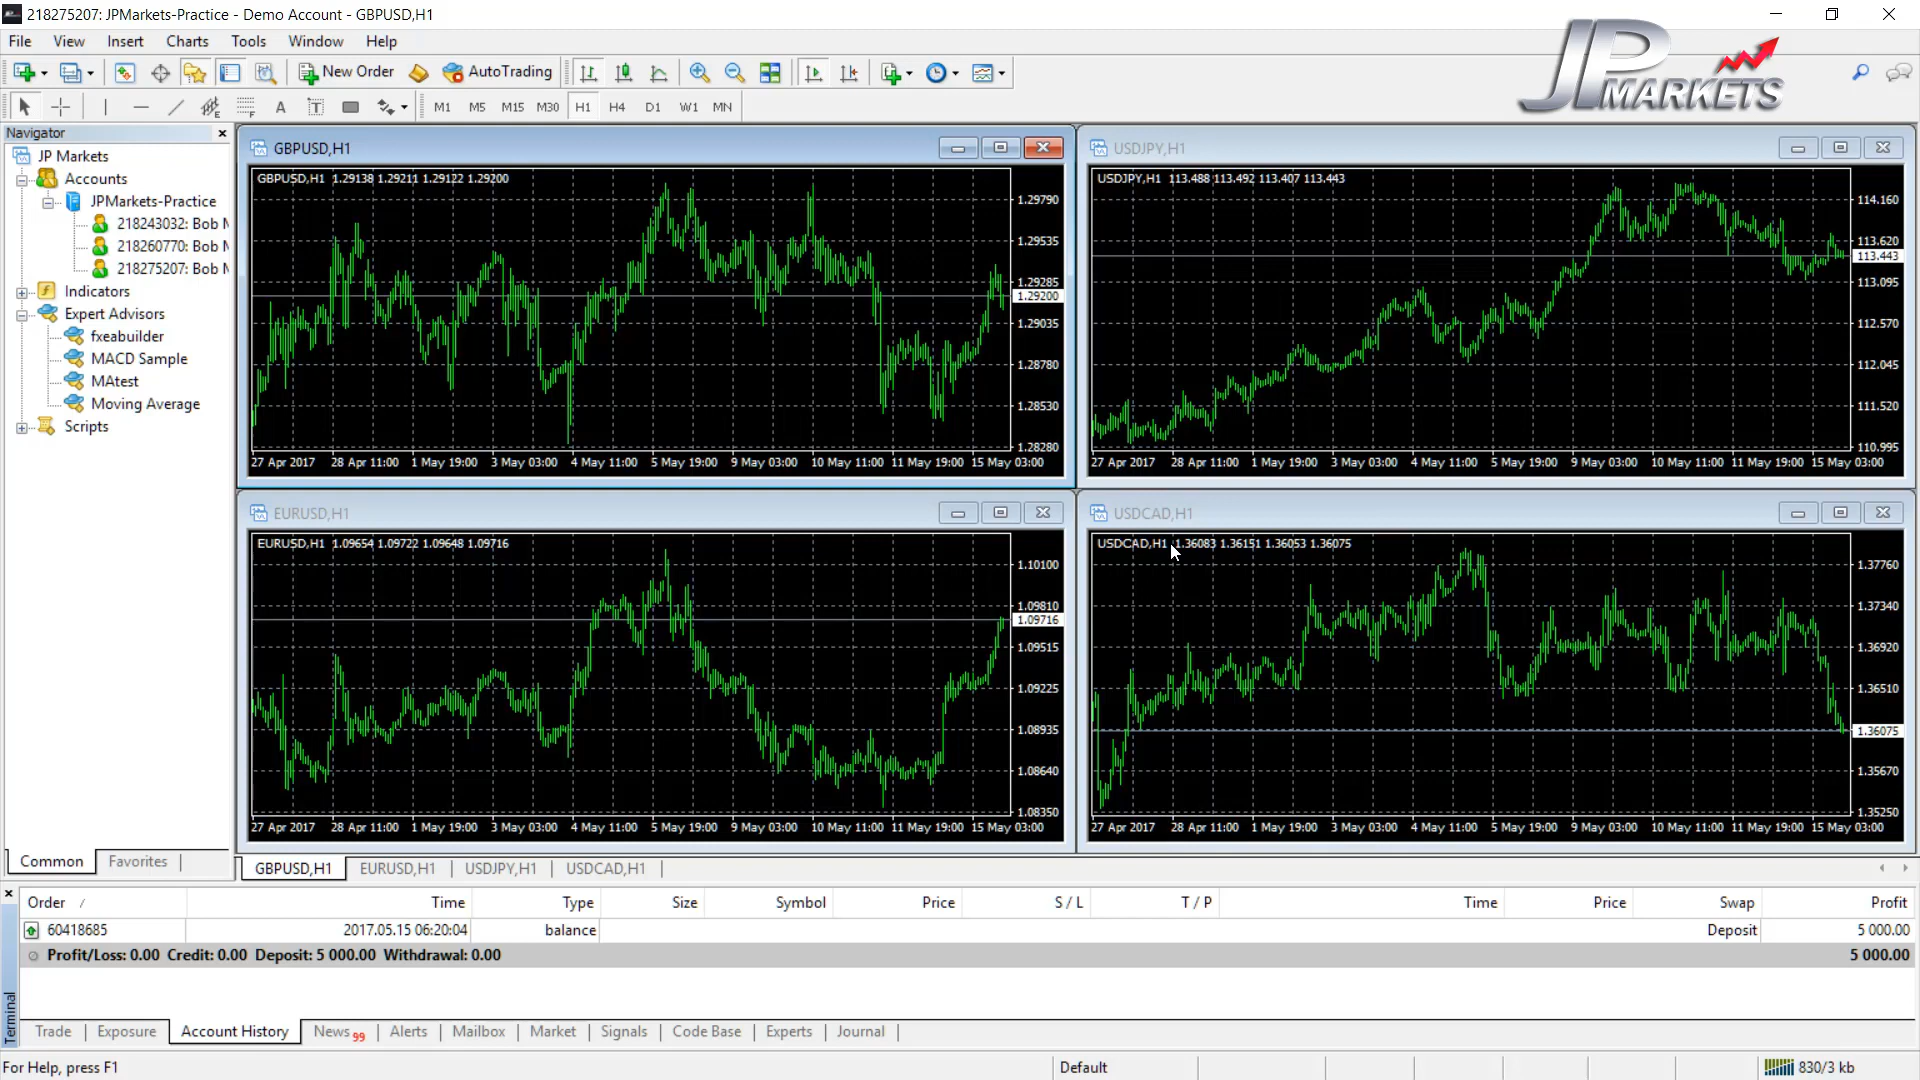 218275207: JPMarkets-Practice - Demo Account - GBPUSD,H1
File View Insert Charts Tools Window Help
New Order AutoTrading
JP MARKETS
A T E F
M1 M5 M15 M30 H1 H4 D1 W1 MN
Navigator
JP Markets
Accounts
JPMarkets-Practice
218243032: Bob M
218260770: Bob M
218275207: Bob M
Indicators
Expert Advisors
fxeabuilder
MACD Sample
MAtest
Moving Average
Scripts
Common Favorites
GBPUSD,H1
GBPUSD,H1 1.29138 1.29211 1.29122 1.29200
1.29790
1.29535
1.29285
1.29200
1.29035
1.28780
1.28530
1.28280
27 Apr 2017 28 Apr 11:00 1 May 19:00 3 May 03:00 4 May 11:00 5 May 19:00 9 May 03:00 10 May 11:00 11 May 19:00 15 May 03:00
USDJPY,H1
USDJPY,H1 113.488 113.492 113.407 113.443
114.160
113.620
113.443
113.095
112.570
112.045
111.520
110.995
27 Apr 2017 28 Apr 11:00 1 May 19:00 3 May 03:00 4 May 11:00 5 May 19:00 9 May 03:00 10 May 11:00 11 May 19:00 15 May 03:00
EURUSD,H1
EURUSD,H1 1.09654 1.09722 1.09648 1.09716
1.10100
1.09810
1.09716
1.09515
1.09225
1.08935
1.08640
1.08350
27 Apr 2017 28 Apr 11:00 1 May 19:00 3 May 03:00 4 May 11:00 5 May 19:00 9 May 03:00 10 May 11:00 11 May 19:00 15 May 03:00
USDCAD,H1
USDCAD,H1 1.36083 1.36151 1.36053 1.36075
1.37760
1.37340
1.36920
1.36510
1.36075
1.35670
1.35250
27 Apr 2017 28 Apr 11:00 1 May 19:00 3 May 03:00 4 May 11:00 5 May 19:00 9 May 03:00 10 May 11:00 11 May 19:00 15 May 03:00
GBPUSD,H1 EURUSD,H1 USDJPY,H1 USDCAD,H1
Order / Time Type Size Symbol Price S / L T / P Time Price Swap Profit
60418685 2017.05.15 06:20:04 balance Deposit 5 000.00
Profit/Loss: 0.00 Credit: 0.00 Deposit: 5 000.00 Withdrawal: 0.00 5 000.00
Terminal
Trade Exposure Account History News 99 Alerts Mailbox Market Signals Code Base Experts Journal
For Help, press F1 Default 830/3 kb